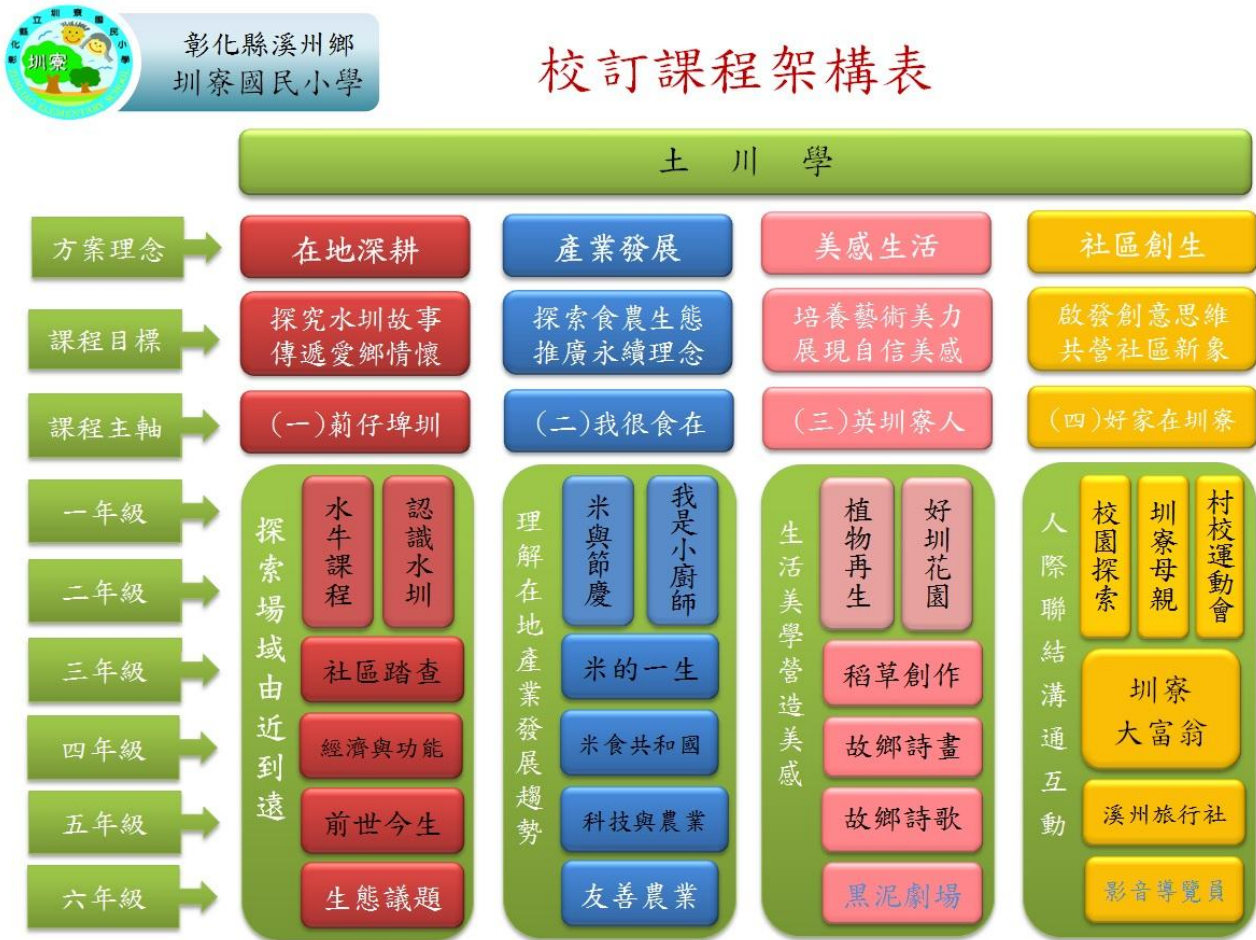 彰化縣立圳寮國民小學
圳寮
彰化縣溪州鄉
圳寮國民小學
校訂課程架構表
土川學
方案理念
在地深耕
產業發展
美感生活
社區創生
課程目標
探究水圳故事
傳遞愛鄉情懷
探索食農生態
推廣永續理念
培養藝術美力
展現自信美感
啟發創意思維
共營社區新象
課程主軸
(一)莿仔埤圳
(二)我很食在
(三)英圳寮人
(四)好家在圳寮
一年級
二年級
三年級
四年級
五年級
六年級
探索場域由近到遠
水牛課程
認識水圳
社區踏查
經濟與功能
前世今生
生態議題
理解在地產業發展趨勢
米與節慶
我是小廚師
米的一生
米食共和國
科技與農業
友善農業
生活美學營造美感
植物再生
好圳花園
稻草創作
故鄉詩畫
故鄉詩歌
黑泥劇場
人際聯結溝通互動
校園探索
圳寮母親
村校運動會
圳寮
大富翁
溪州旅行社
影音導覽員